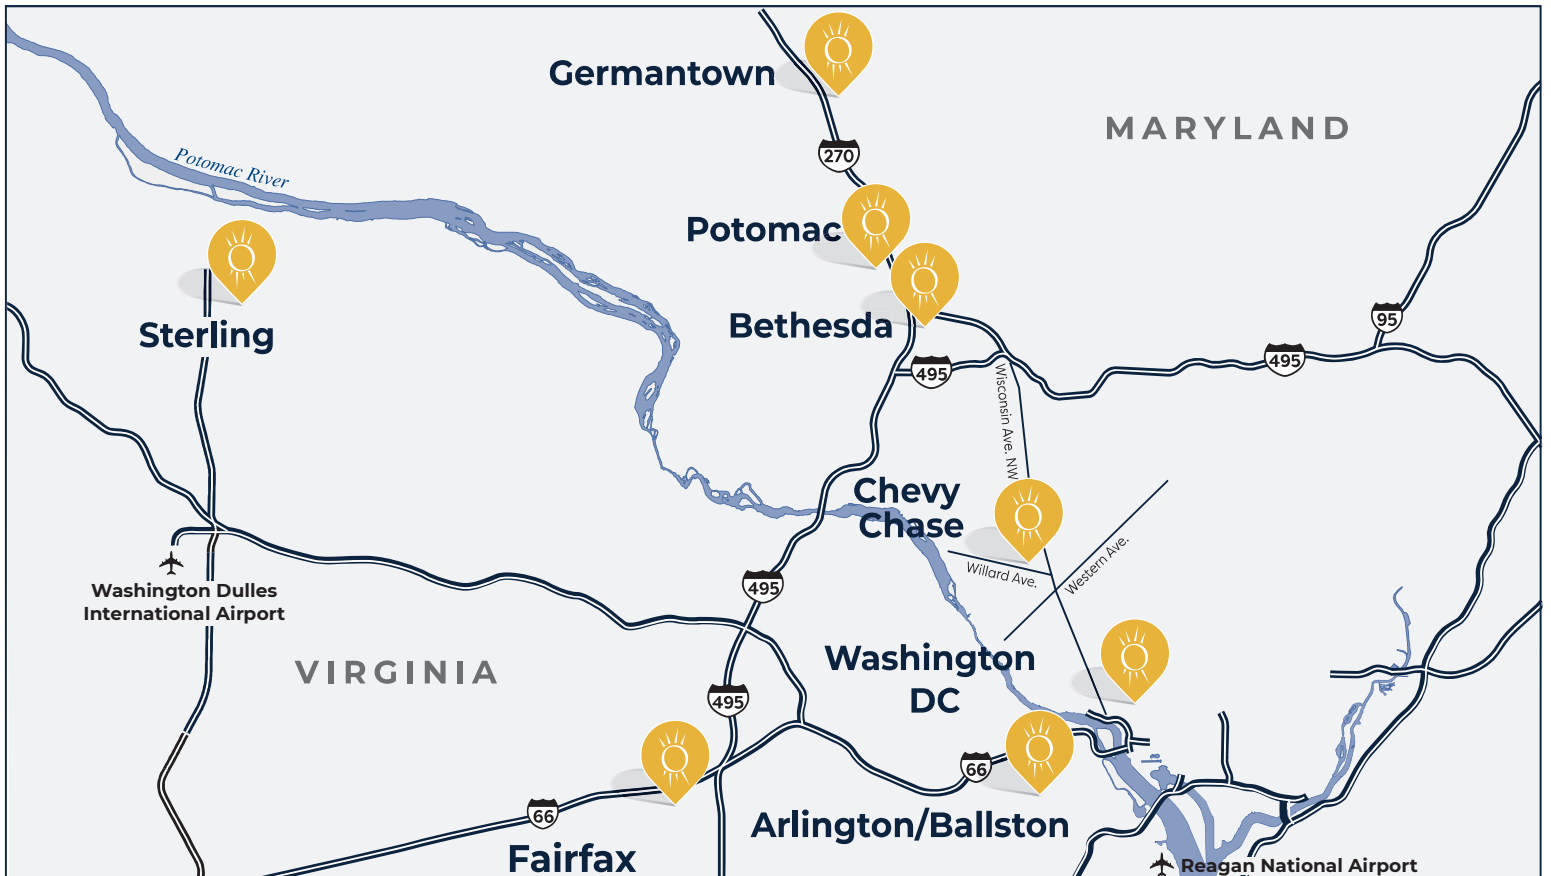 Germantown
MARYLAND
270
Potomac River
Potomac
Sterling
Bethesda
95
495
495
Wisconsin Ave. NW
Chevy
Chase
Willard Ave.
Western Ave.
495
Washington Dulles
International Airport
VIRGINIA
Washington
DC
495
66
66
Arlington/Ballston
Fairfax
Reagan National Airport